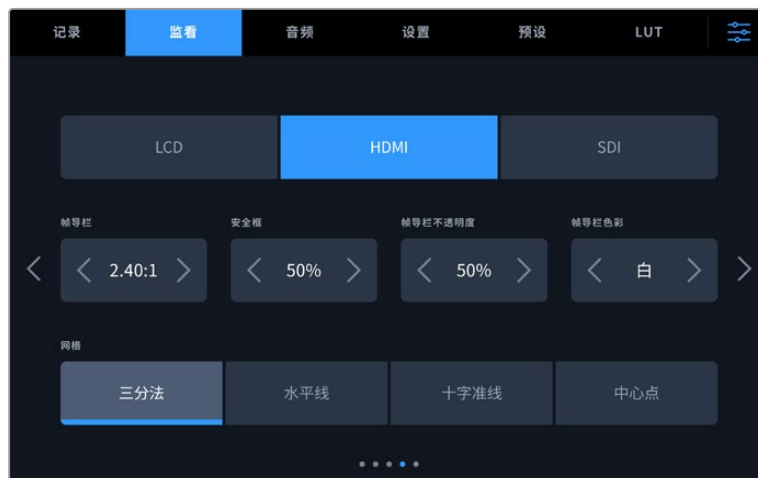 记录 监看 音频 设置 预设 LUT
LCD HDMI SDI
帧导栏 安全框 帧导栏不透明度 帧导栏色彩
2.40:1 50% 50% 白
网格
三分法 水平线 十字准线 中心点